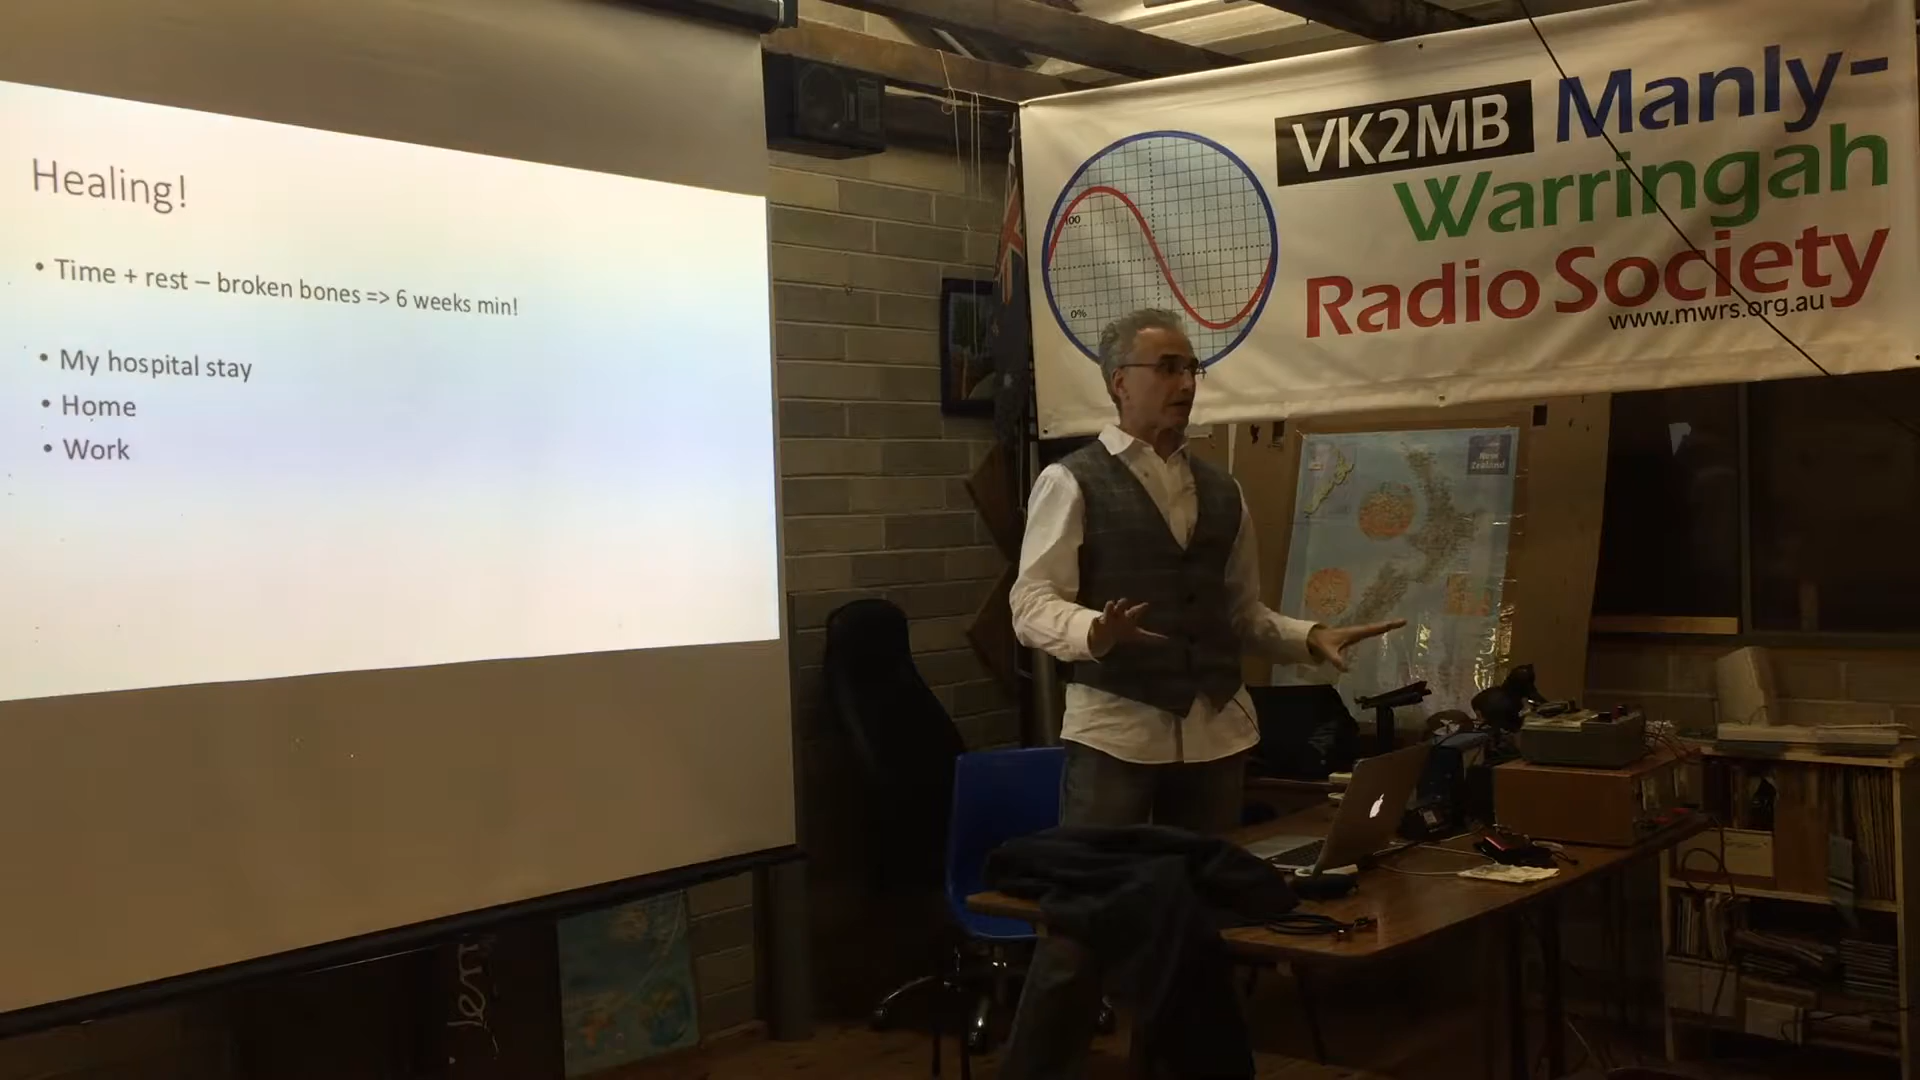 Healing!
• Time + rest – broken bones => 6 weeks min!
• My hospital stay
• Home
• Work
VK2MB Manly-
Warringah
Radio Society
www.mwrs.org.au
100
0%
New
Zealand